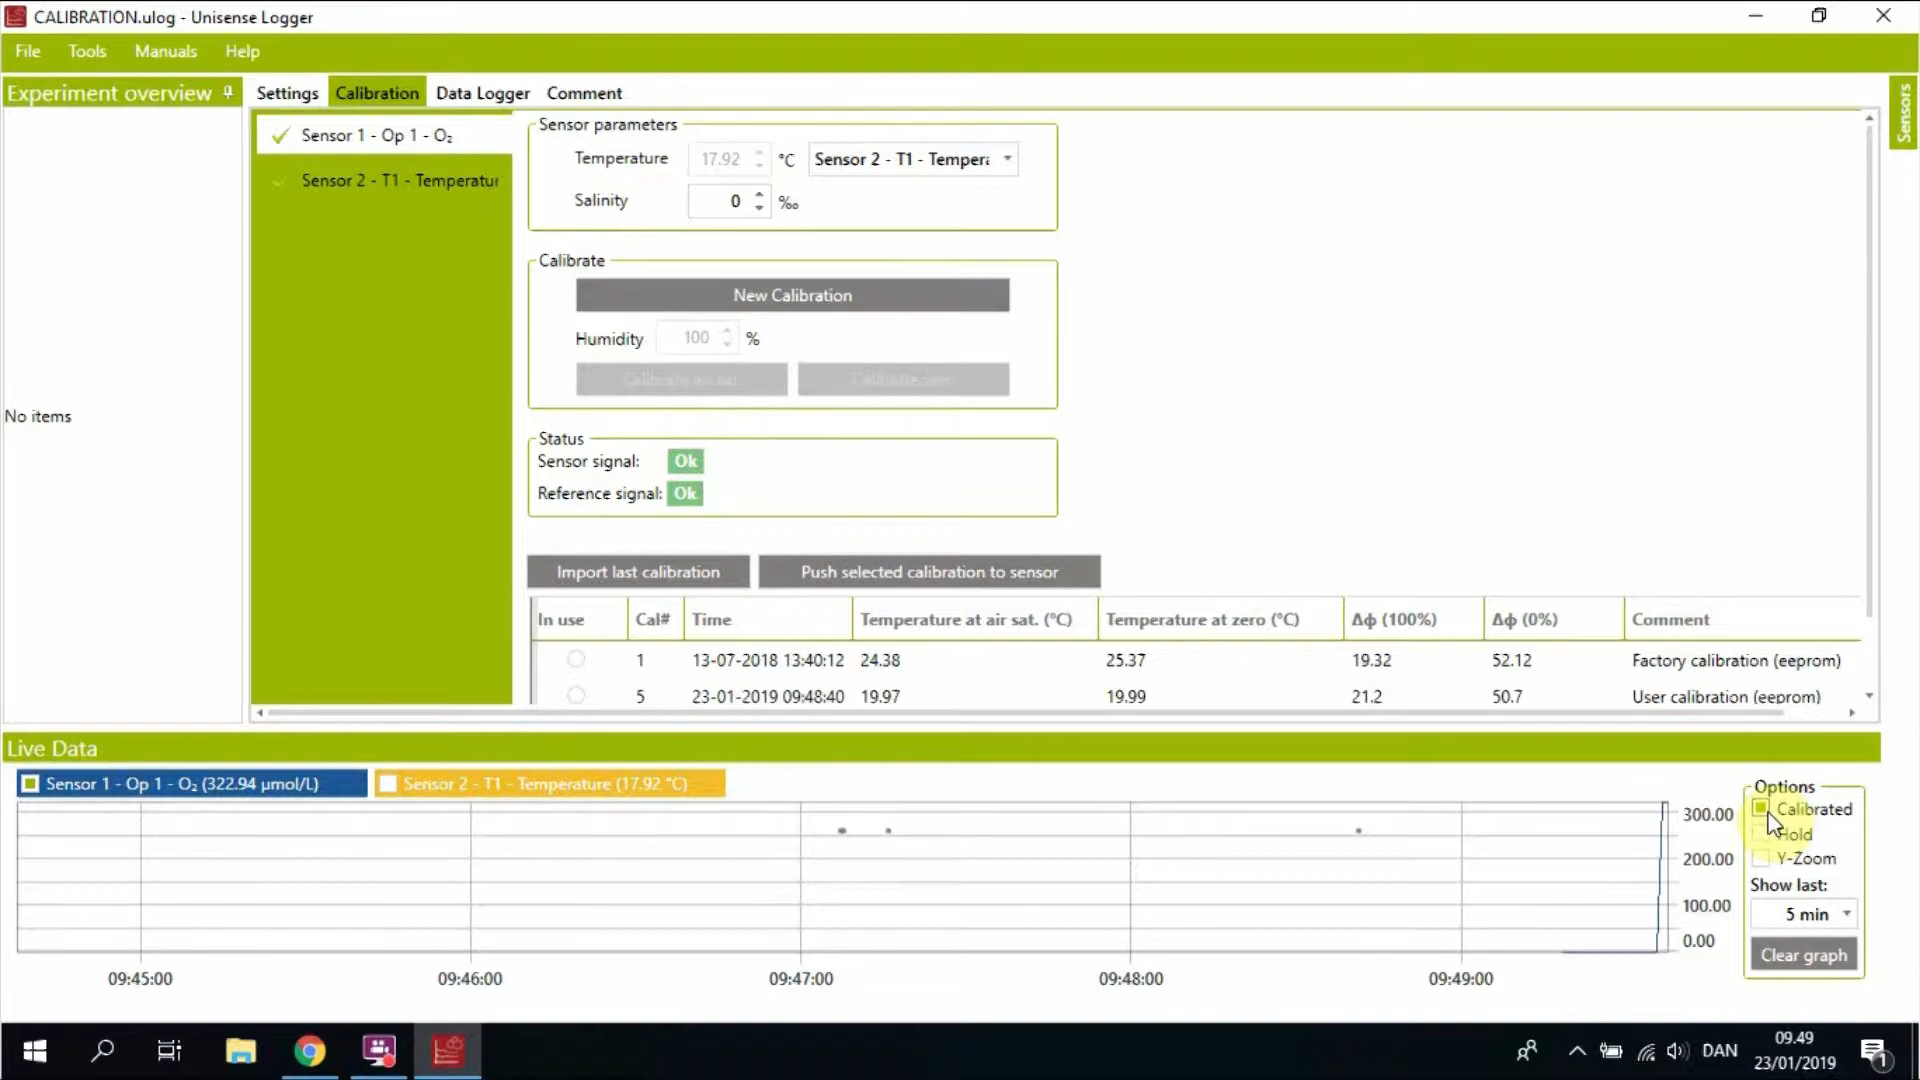 CALIBRATION.ulog - Unisense Logger
File Tools Manuals Help
Experiment overview
Settings Calibration Data Logger Comment
Sensors
Sensor 1 - Op 1 - O₂
Sensor 2 - T1 - Temperatur
No items
Sensor parameters
Temperature 17.92 °C Sensor 2 - T1 - Tempera
Salinity 0 ‰
Calibrate
New Calibration
Humidity 100 %
Status
Sensor signal: Ok
Reference signal: Ok
Import last calibration Push selected calibration to sensor
In use Cal# Time Temperature at air sat. (°C) Temperature at zero (°C) Δϕ (100%) Δϕ (0%) Comment
1 13-07-2018 13:40:12 24.38 25.37 19.32 52.12 Factory calibration (eeprom)
5 23-01-2019 09:48:40 19.97 19.99 21.2 50.7 User calibration (eeprom)
Live Data
Sensor 1 - Op 1 - O₂ (322.94 µmol/L) Sensor 2 - T1 - Temperature (17.92 °C)
300.00
200.00
100.00
0.00
09:45:00 09:46:00 09:47:00 09:48:00 09:49:00
Options
Calibrated
Hold
Y-Zoom
Show last:
5 min
Clear graph
DAN
09.49
23/01/2019
1